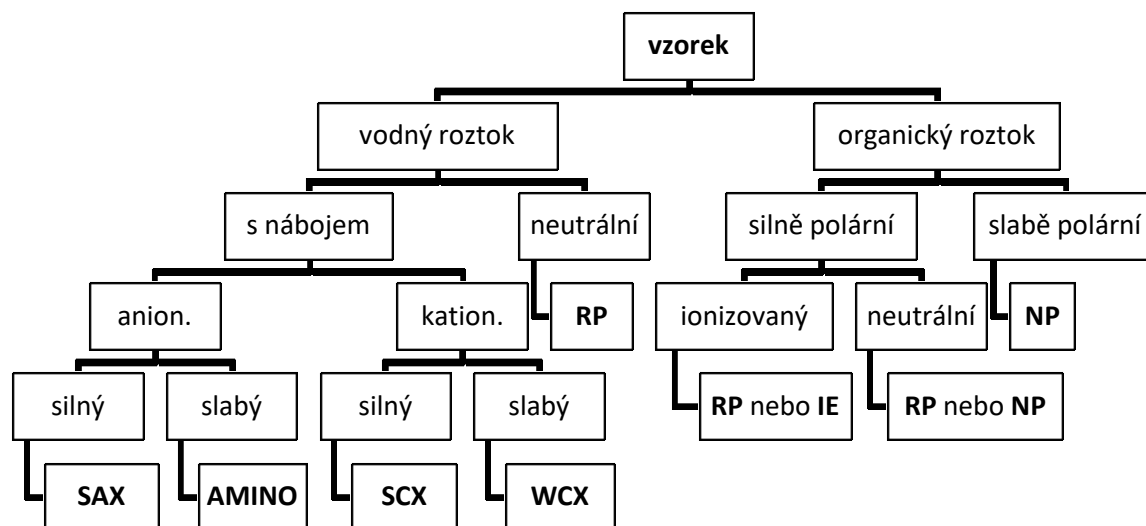 vzorek
vodný roztok
organický roztok
s nábojem
neutrální
silně polární
slabě polární
anion.
kation.
RP
ionizovaný
neutrální
NP
silný
slabý
silný
slabý
RP nebo IE
RP nebo NP
SAX
AMINO
SCX
WCX